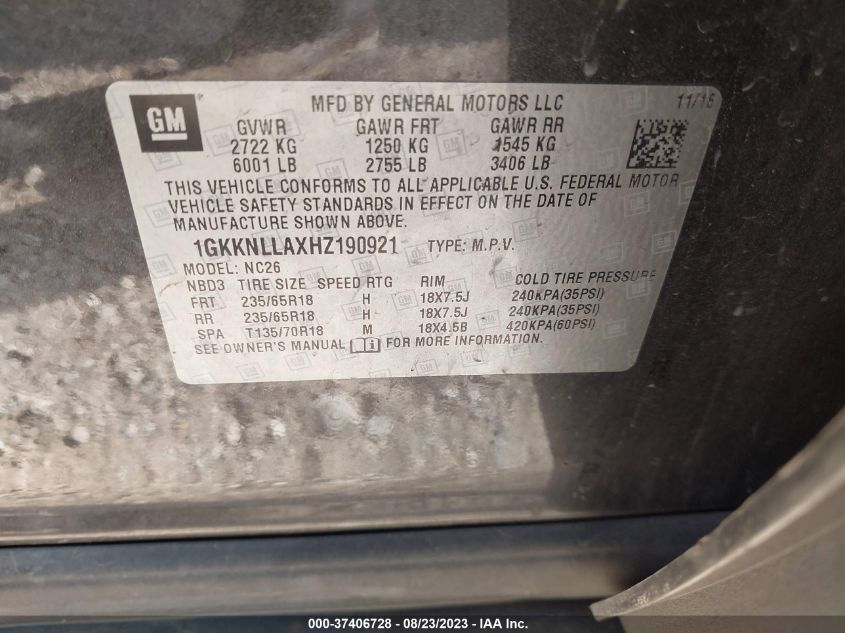 GM MFD BY GENERAL MOTORS LLC 11/16
GVWR GAWR FRT GAWR RR
2722 KG 1250 KG 1545 KG
6001 LB 2755 LB 3406 LB
THIS VEHICLE CONFORMS TO ALL APPLICABLE U.S. FEDERAL MOTOR
VEHICLE SAFETY STANDARDS IN EFFECT ON THE DATE OF
MANUFACTURE SHOWN ABOVE.
1GKKNLLAXHZ190921 TYPE: M.P.V.
MODEL: NC26
NBD3 TIRE SIZE SPEED RTG RIM COLD TIRE PRESSURE
FRT 235/65R18 H 18X7.5J 240KPA(35PSI)
RR 235/65R18 H 18X7.5J 240KPA(35PSI)
SPA T135/70R18 M 18X4.5B 420KPA(60PSI)
SEE OWNER'S MANUAL i FOR MORE INFORMATION.
000-37406728 - 08/23/2023 - IAA Inc.